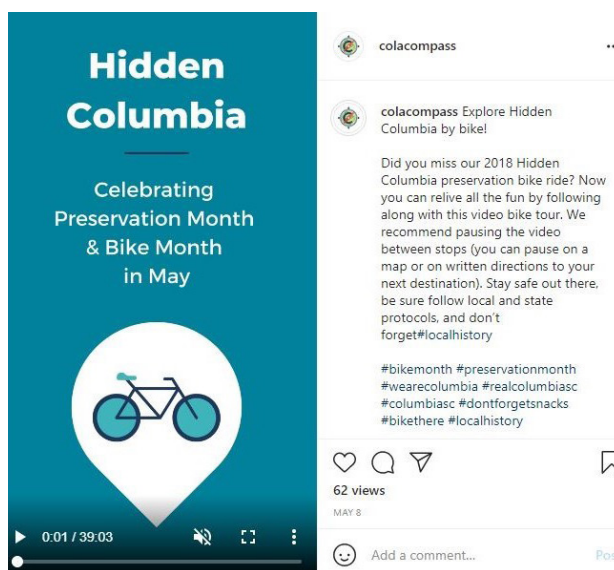 Hidden
Columbia
Celebrating
Preservation Month
& Bike Month
in May
0:01 / 39:03
colacompass
colacompass Explore Hidden
Columbia by bike!
Did you miss our 2018 Hidden
Columbia preservation bike ride? Now
you can relive all the fun by following
along with this video bike tour. We
recommend pausing the video
between stops (you can pause on a
map or on written directions to your
next destination). Stay safe out there,
be sure follow local and state
protocols, and don't
forget#localhistory
#bikemonth #preservationmonth
#wearecolumbia #realcolumbiasc
#columbiasc #dontforgetsnacks
#bikethere #localhistory
62 views
MAY 8
Add a comment...
Pos